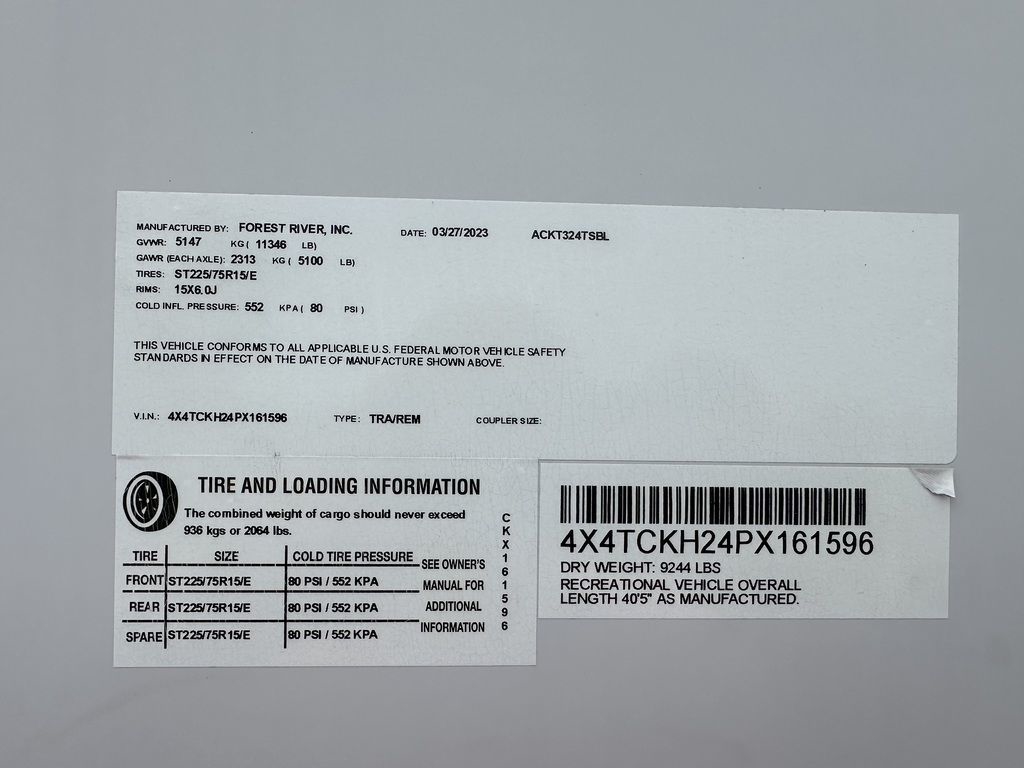 MANUFACTURED BY: FOREST RIVER, INC. DATE: 03/27/2023 ACKT324TSBL
GVWR: 5147 KG ( 11346 LB)
GAWR (EACH AXLE): 2313 KG ( 5100 LB)
TIRES: ST225/75R15/E
RIMS: 15X6.0J
COLD INFL. PRESSURE: 552 KPA ( 80 PSI )
THIS VEHICLE CONFORMS TO ALL APPLICABLE U.S. FEDERAL MOTOR VEHICLE SAFETY
STANDARDS IN EFFECT ON THE DATE OF MANUFACTURE SHOWN ABOVE.
V.I.N.: 4X4TCKH24PX161596 TYPE: TRA/REM COUPLER SIZE:
TIRE AND LOADING INFORMATION
The combined weight of cargo should never exceed
936 kgs or 2064 lbs.
TIRE SIZE COLD TIRE PRESSURE
FRONT ST225/75R15/E 80 PSI / 552 KPA
REAR ST225/75R15/E 80 PSI / 552 KPA
SPARE ST225/75R15/E 80 PSI / 552 KPA
SEE OWNER'S
MANUAL FOR
ADDITIONAL
INFORMATION
CKX161596
4X4TCKH24PX161596
DRY WEIGHT: 9244 LBS
RECREATIONAL VEHICLE OVERALL
LENGTH 40'5" AS MANUFACTURED.